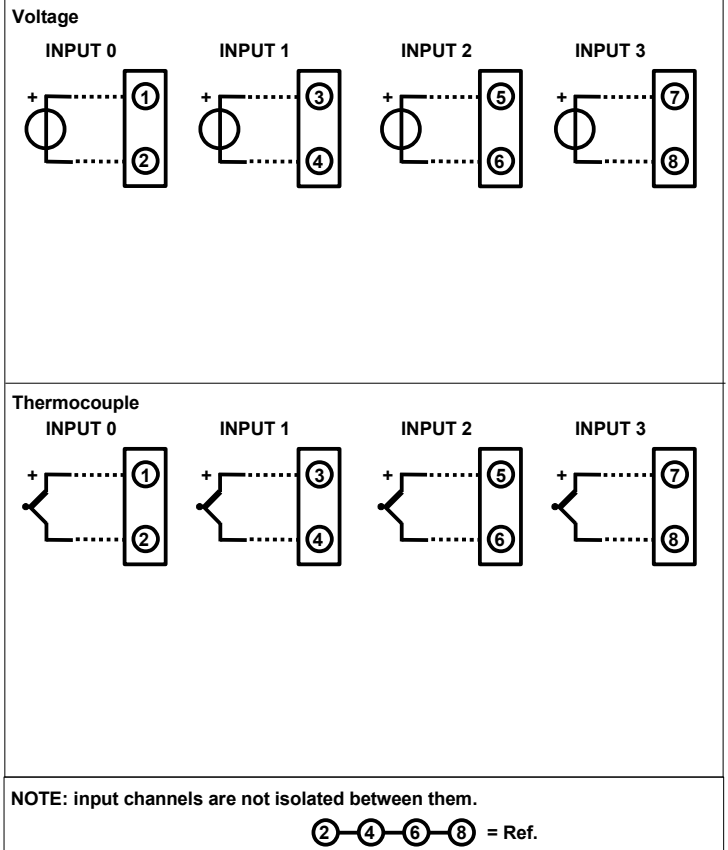 Voltage
INPUT 0 INPUT 1 INPUT 2 INPUT 3
+ 1 + 3 + 5 + 7
2 4 6 8
Thermocouple
INPUT 0 INPUT 1 INPUT 2 INPUT 3
+ 1 + 3 + 5 + 7
2 4 6 8
NOTE: input channels are not isolated between them.
2 4 6 8 = Ref.